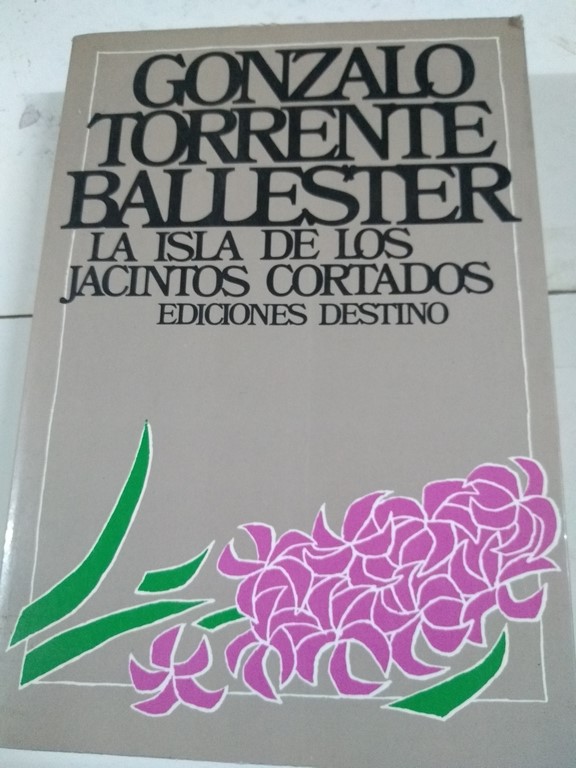 GONZALO
TORRENTE
BALLESTER
LA ISLA DE LOS
JACINTOS CORTADOS
EDICIONES DESTINO